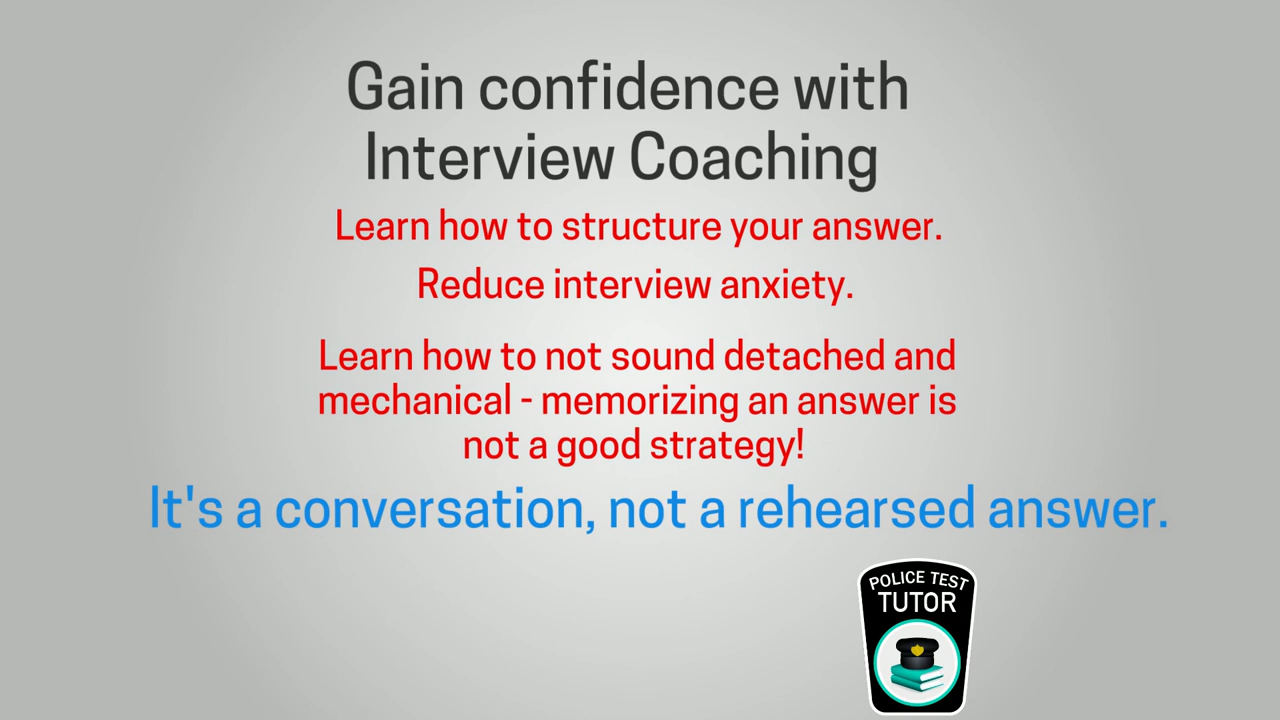 Gain confidence with
Interview Coaching
Learn how to structure your answer.
Reduce interview anxiety.
Learn how to not sound detached and
mechanical - memorizing an answer is
not a good strategy!
It's a conversation, not a rehearsed answer.
POLICE TEST
TUTOR